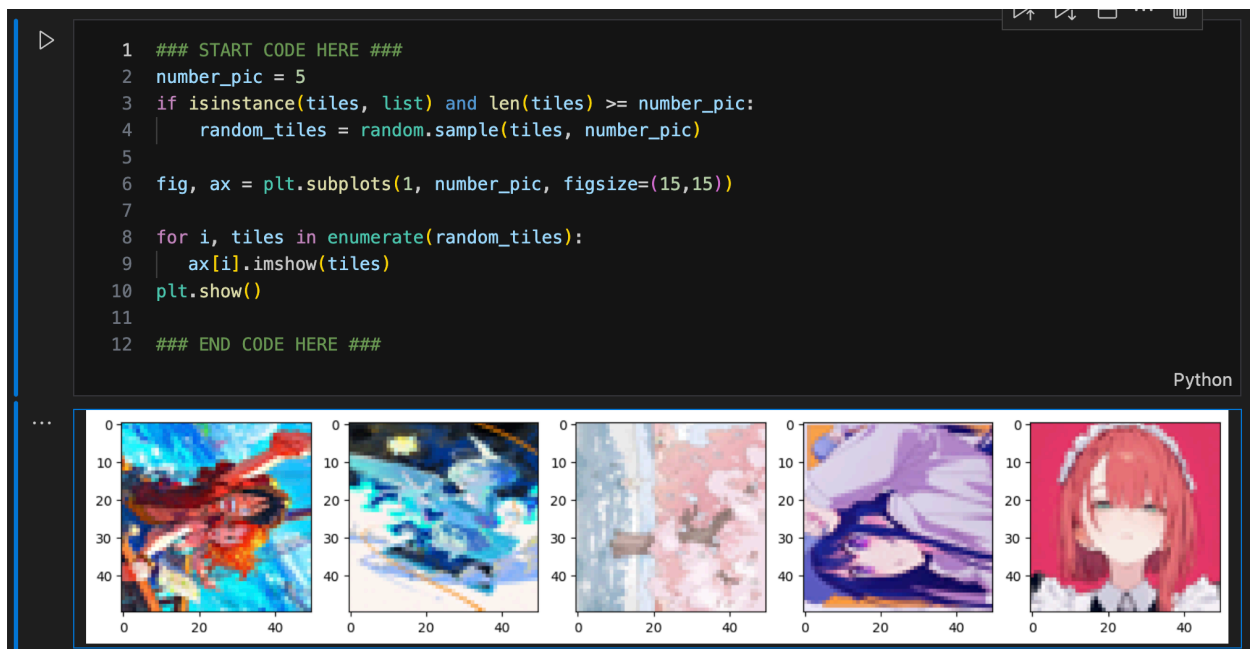 1 ### START CODE HERE ###
2 number_pic = 5
3 if isinstance(tiles, list) and len(tiles) >= number_pic:
4     random_tiles = random.sample(tiles, number_pic)
5
6 fig, ax = plt.subplots(1, number_pic, figsize=(15,15))
7
8 for i, tiles in enumerate(random_tiles):
9    ax[i].imshow(tiles)
10 plt.show()
11
12 ### END CODE HERE ###
Python
0 0 0 0 0
10 10 10 10 10
20 20 20 20 20
30 30 30 30 30
40 40 40 40 40
0 20 40 0 20 40 0 20 40 0 20 40 0 20 40